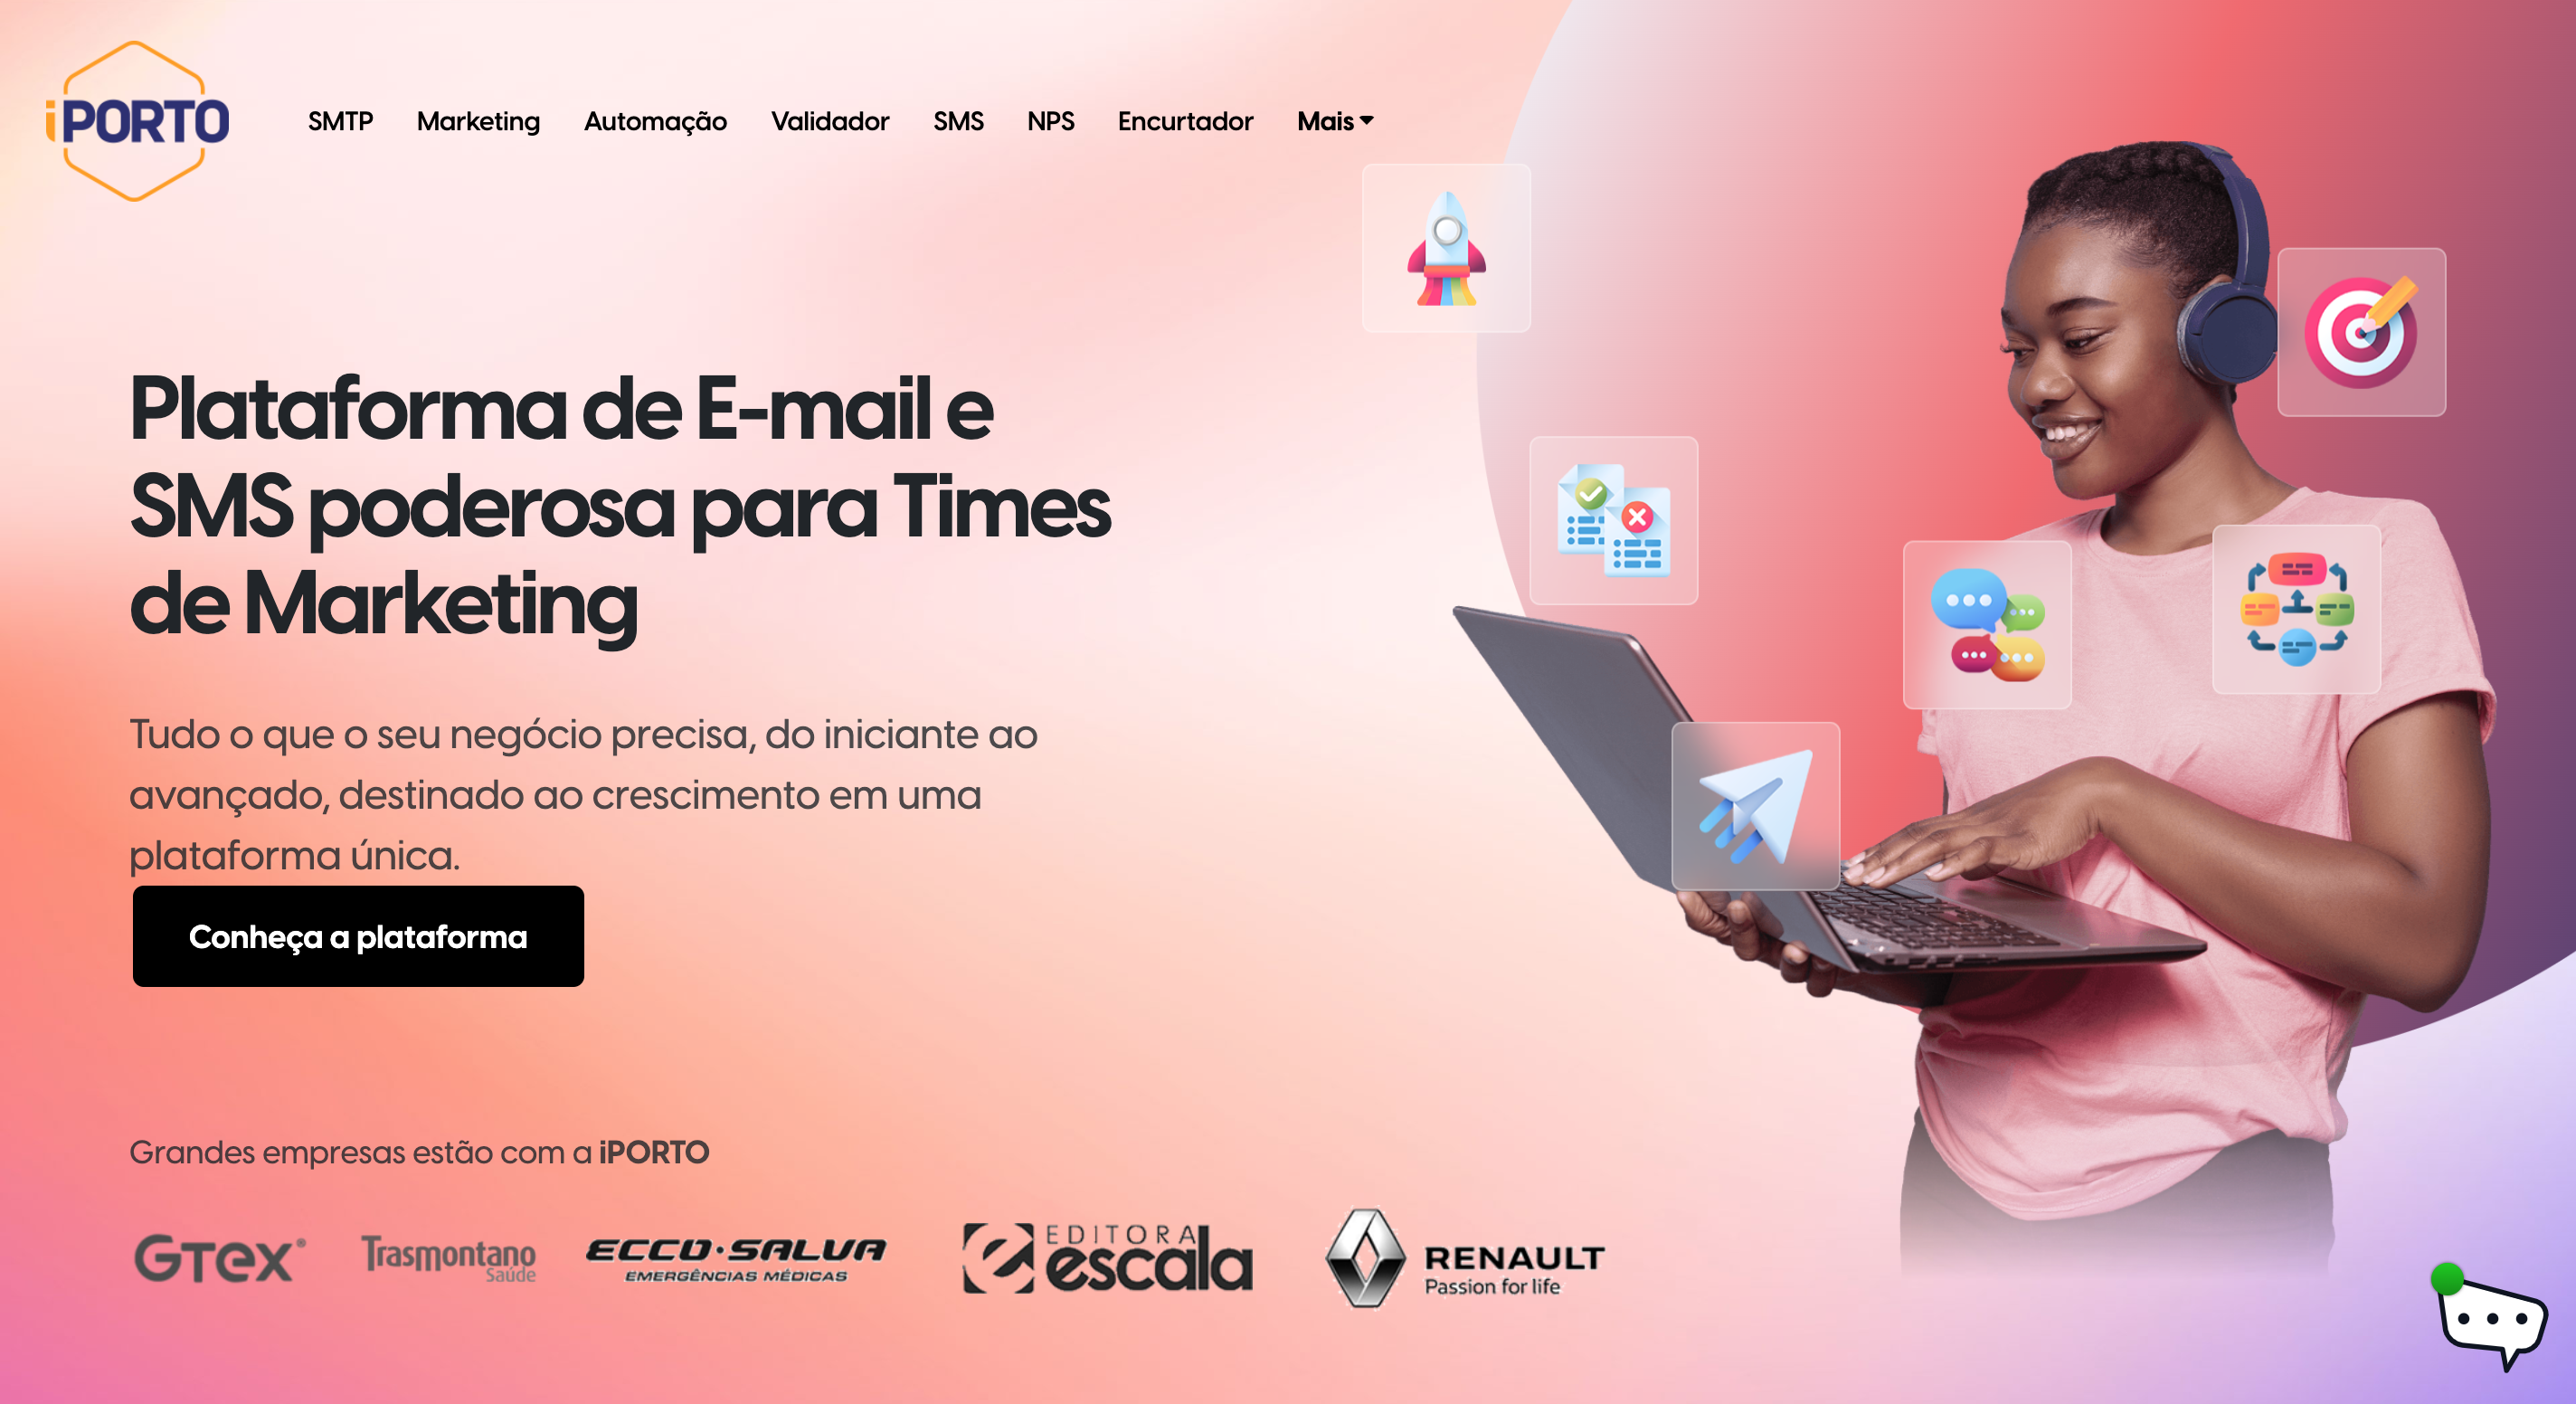 iPORTO
SMTP Marketing Automação Validador SMS NPS Encurtador Mais
Plataforma de E-mail e
SMS poderosa para Times
de Marketing
Tudo o que o seu negócio precisa, do iniciante ao
avançado, destinado ao crescimento em uma
plataforma única.
Conheça a plataforma
Grandes empresas estão com a iPORTO
GTEX®
Trasmontano
Saúde
ECCO·SALVA
EMERGÊNCIAS MÉDICAS
EDITORA
escala
RENAULT
Passion for life